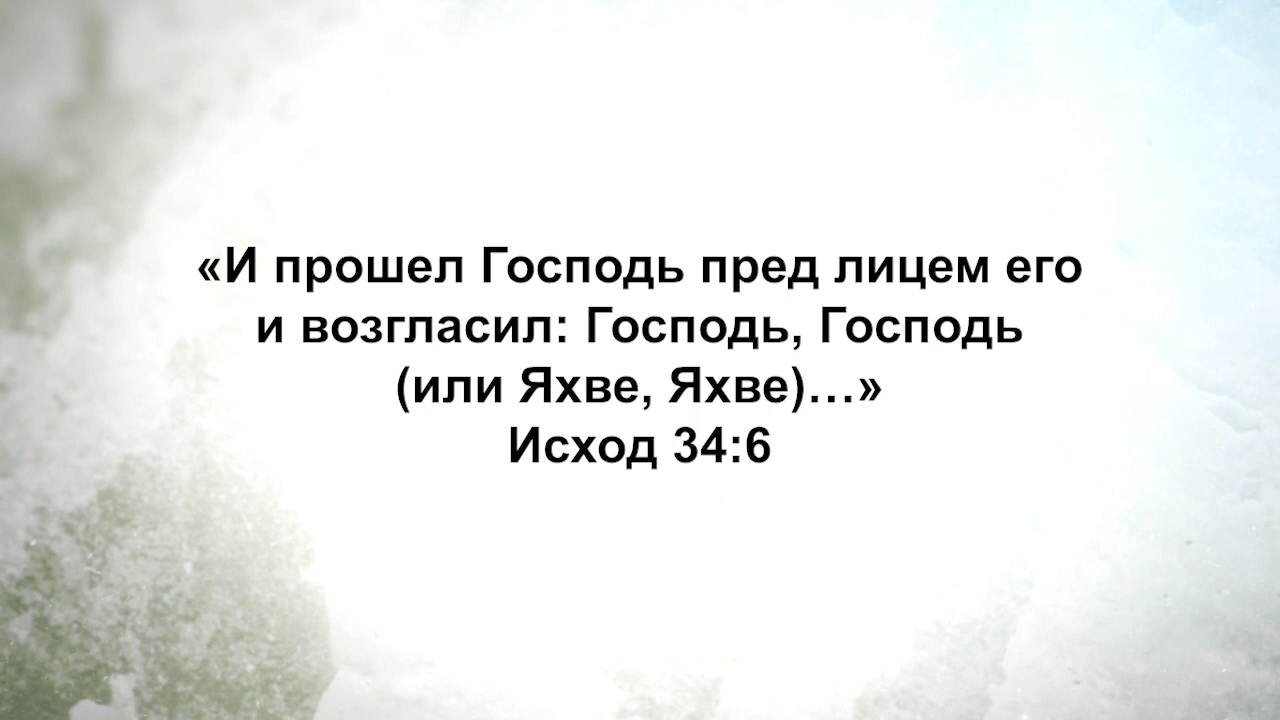 «И прошел Господь пред лицем его
и возгласил: Господь, Господь
(или Яхве, Яхве)…»
Исход 34:6